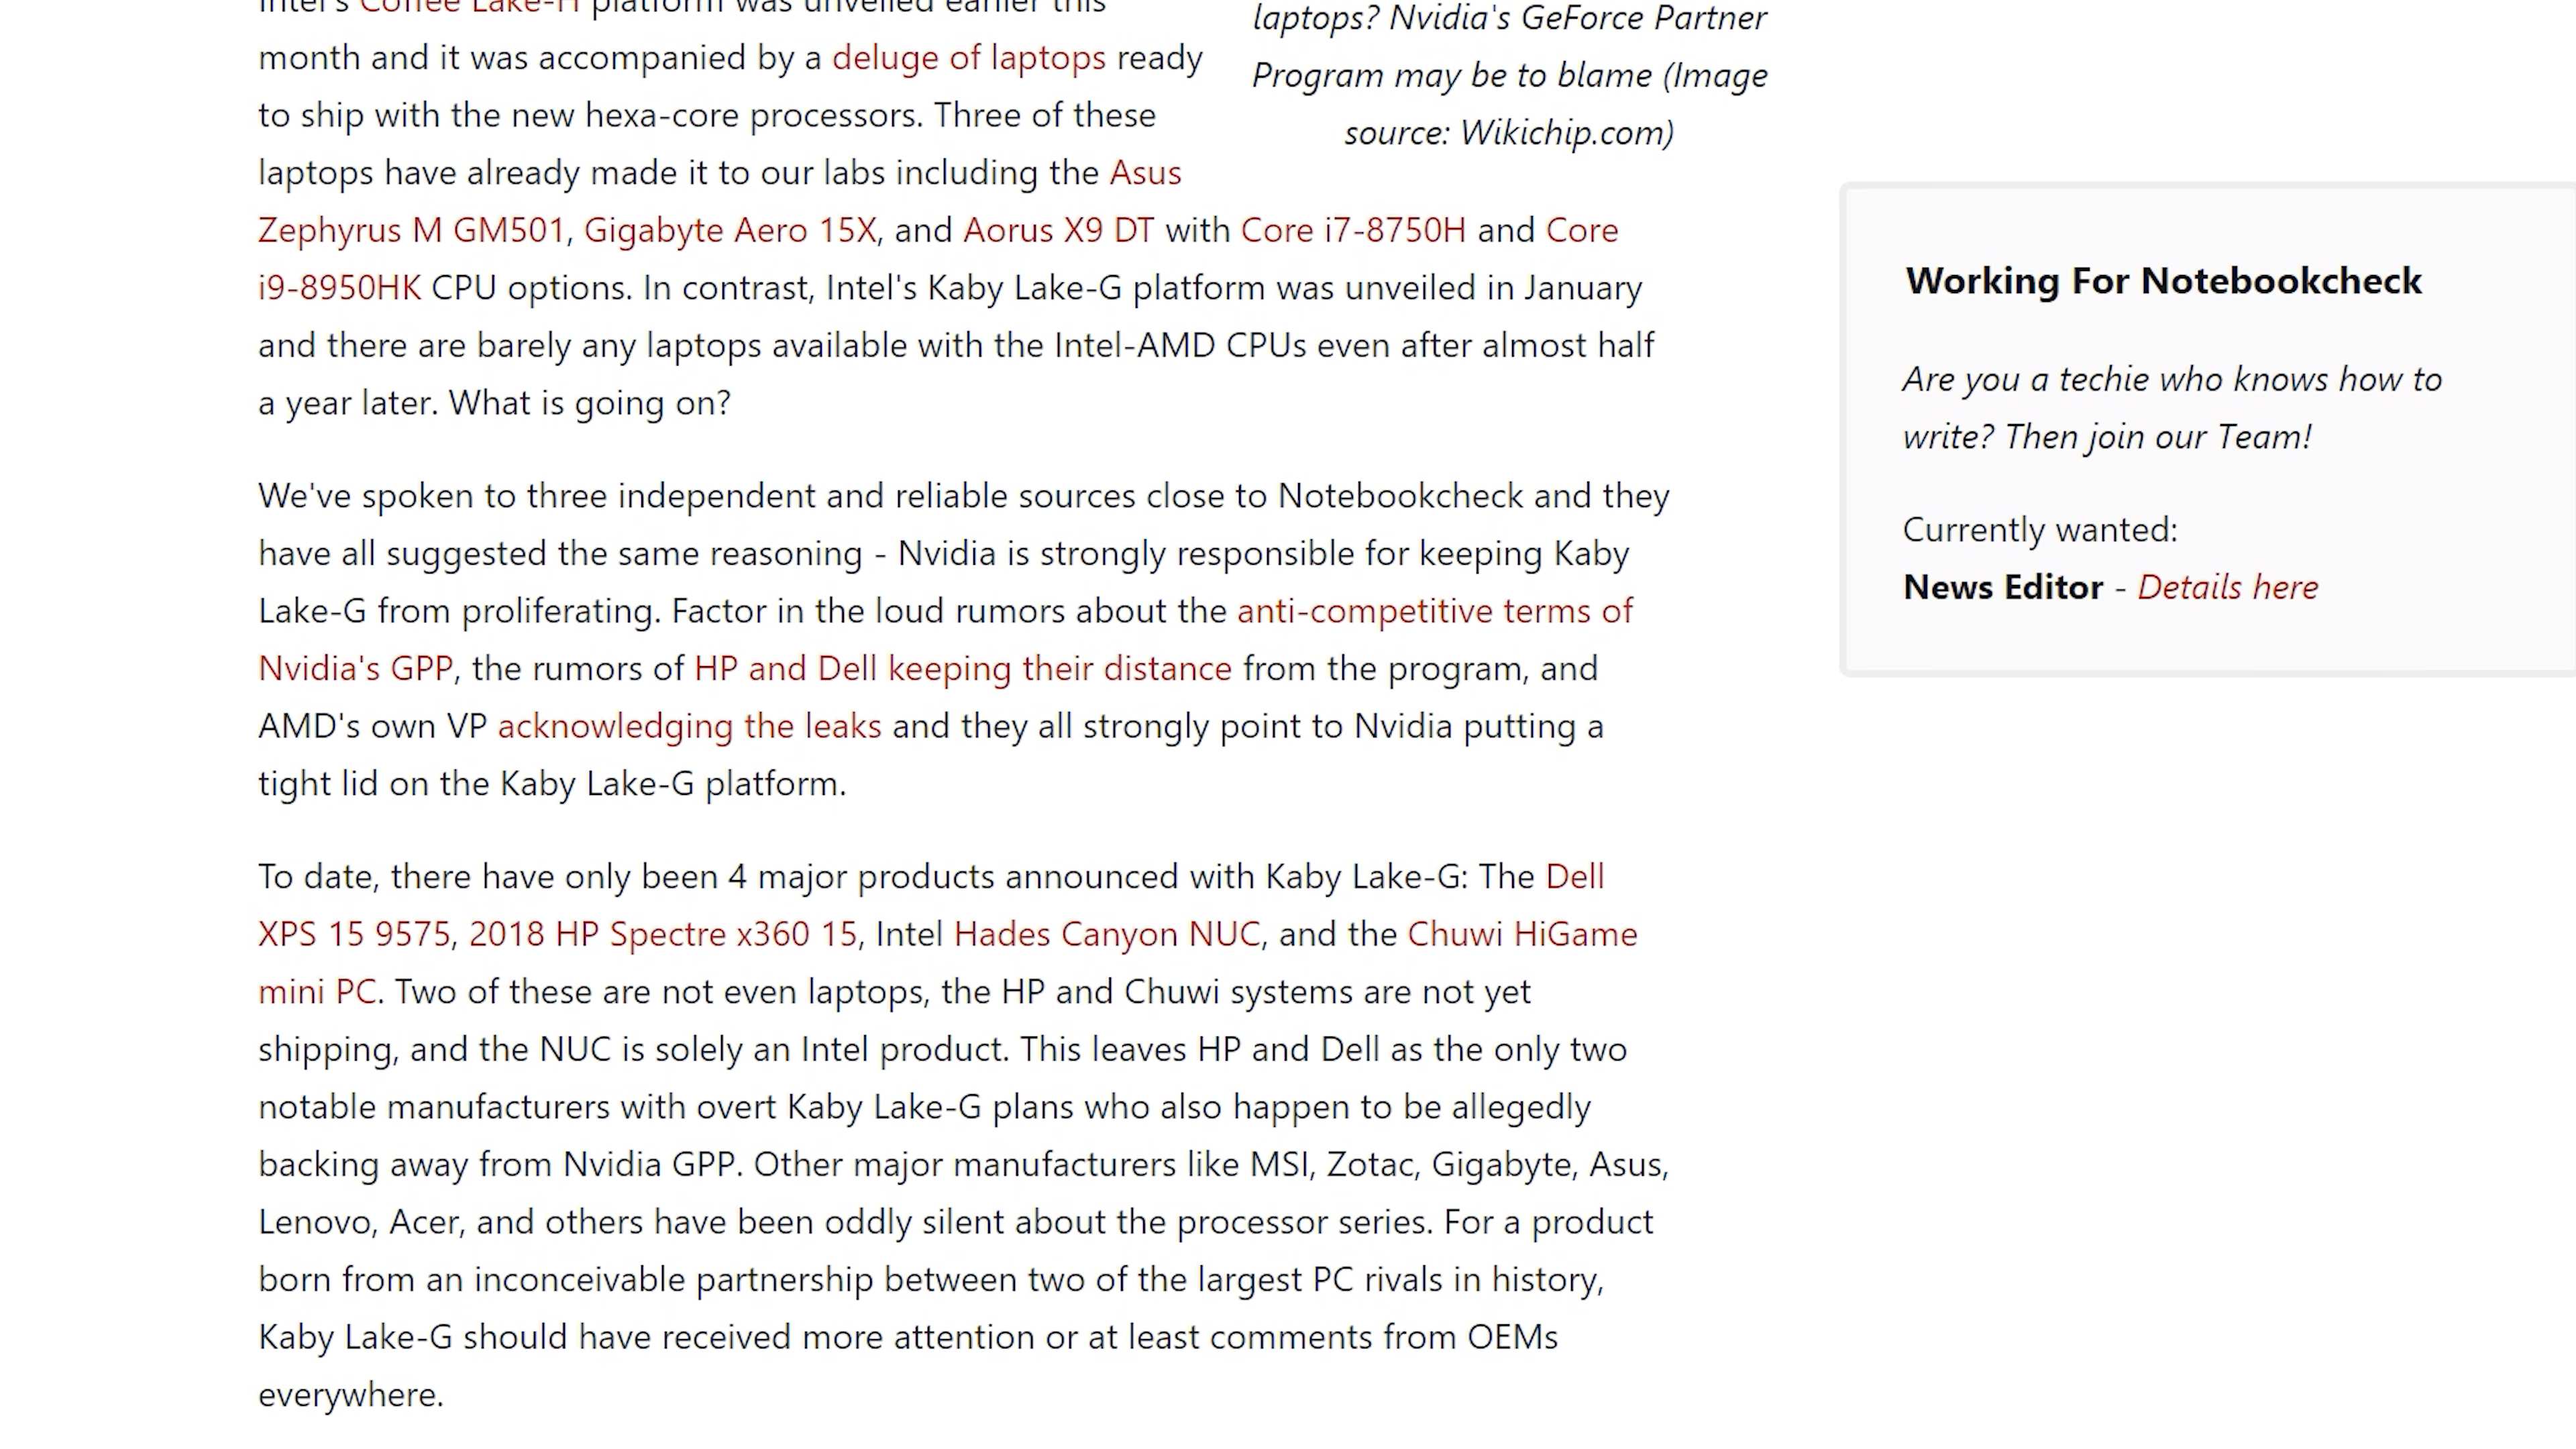 Intel's Coffee Lake-H platform was unveiled earlier this
month and it was accompanied by a deluge of laptops ready
to ship with the new hexa-core processors. Three of these
laptops have already made it to our labs including the Asus
Zephyrus M GM501, Gigabyte Aero 15X, and Aorus X9 DT with Core i7-8750H and Core
i9-8950HK CPU options. In contrast, Intel's Kaby Lake-G platform was unveiled in January
and there are barely any laptops available with the Intel-AMD CPUs even after almost half
a year later. What is going on?
We've spoken to three independent and reliable sources close to Notebookcheck and they
have all suggested the same reasoning - Nvidia is strongly responsible for keeping Kaby
Lake-G from proliferating. Factor in the loud rumors about the anti-competitive terms of
Nvidia's GPP, the rumors of HP and Dell keeping their distance from the program, and
AMD's own VP acknowledging the leaks and they all strongly point to Nvidia putting a
tight lid on the Kaby Lake-G platform.
To date, there have only been 4 major products announced with Kaby Lake-G: The Dell
XPS 15 9575, 2018 HP Spectre x360 15, Intel Hades Canyon NUC, and the Chuwi HiGame
mini PC. Two of these are not even laptops, the HP and Chuwi systems are not yet
shipping, and the NUC is solely an Intel product. This leaves HP and Dell as the only two
notable manufacturers with overt Kaby Lake-G plans who also happen to be allegedly
backing away from Nvidia GPP. Other major manufacturers like MSI, Zotac, Gigabyte, Asus,
Lenovo, Acer, and others have been oddly silent about the processor series. For a product
born from an inconceivable partnership between two of the largest PC rivals in history,
Kaby Lake-G should have received more attention or at least comments from OEMs
everywhere.
laptops? Nvidia's GeForce Partner
Program may be to blame (Image
source: Wikichip.com)
Working For Notebookcheck
Are you a techie who knows how to
write? Then join our Team!
Currently wanted:
News Editor - Details here